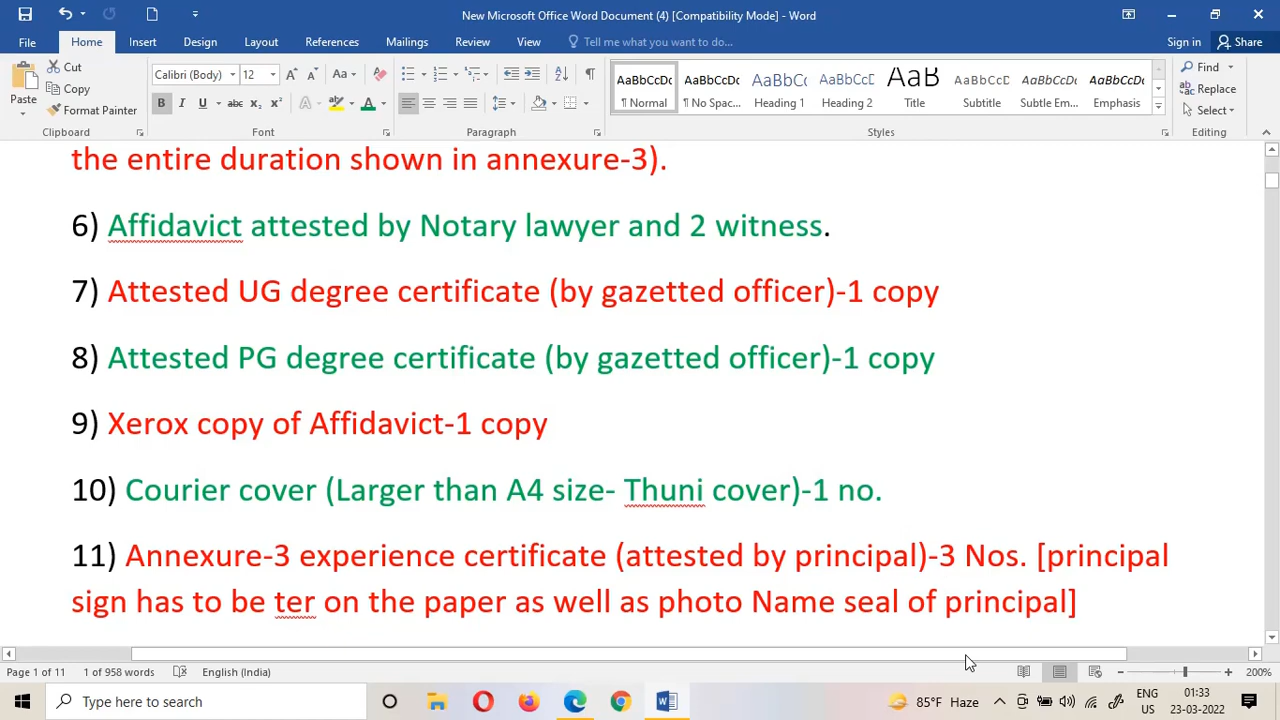 New Microsoft Office Word Document (4) [Compatibility Mode] - Word
File Home Insert Design Layout References Mailings Review View Tell me what you want to do... Sign in Share
Paste Cut Copy Format Painter
Calibri (Body) 12
AaBbCcDc AaBbCcDc AaBbCc AaBbCcD AaB AaBbCcD AaBbCcDc AaBbCcDc
¶ Normal ¶ No Spac... Heading Heading 2 Title Subtitle Subtle Em... Emphasis
Find Replace Select
Clipboard Font Paragraph Styles Editing
the entire duration shown in annexure-3).
6) Affidavict attested by Notary lawyer and 2 witness.
7) Attested UG degree certificate (by gazetted officer)-1 copy
8) Attested PG degree certificate (by gazetted officer)-1 copy
9) Xerox copy of Affidavict-1 copy
10) Courier cover (Larger than A4 size- Thuni cover)-1 no.
11) Annexure-3 experience certificate (attested by principal)-3 Nos. [principal
sign has to be ter on the paper as well as photo Name seal of principal]
Page 1 of 11 1 of 958 words English (India) 200%
Type here to search 85°F Haze ENG US 01:33 23-03-2022